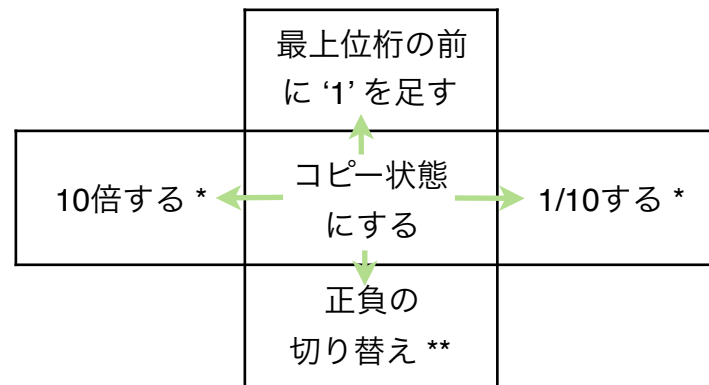 最上位桁の前
に ‘1’ を足す
10倍する *
コピー状態
にする
1/10する *
正負の
切り替え **